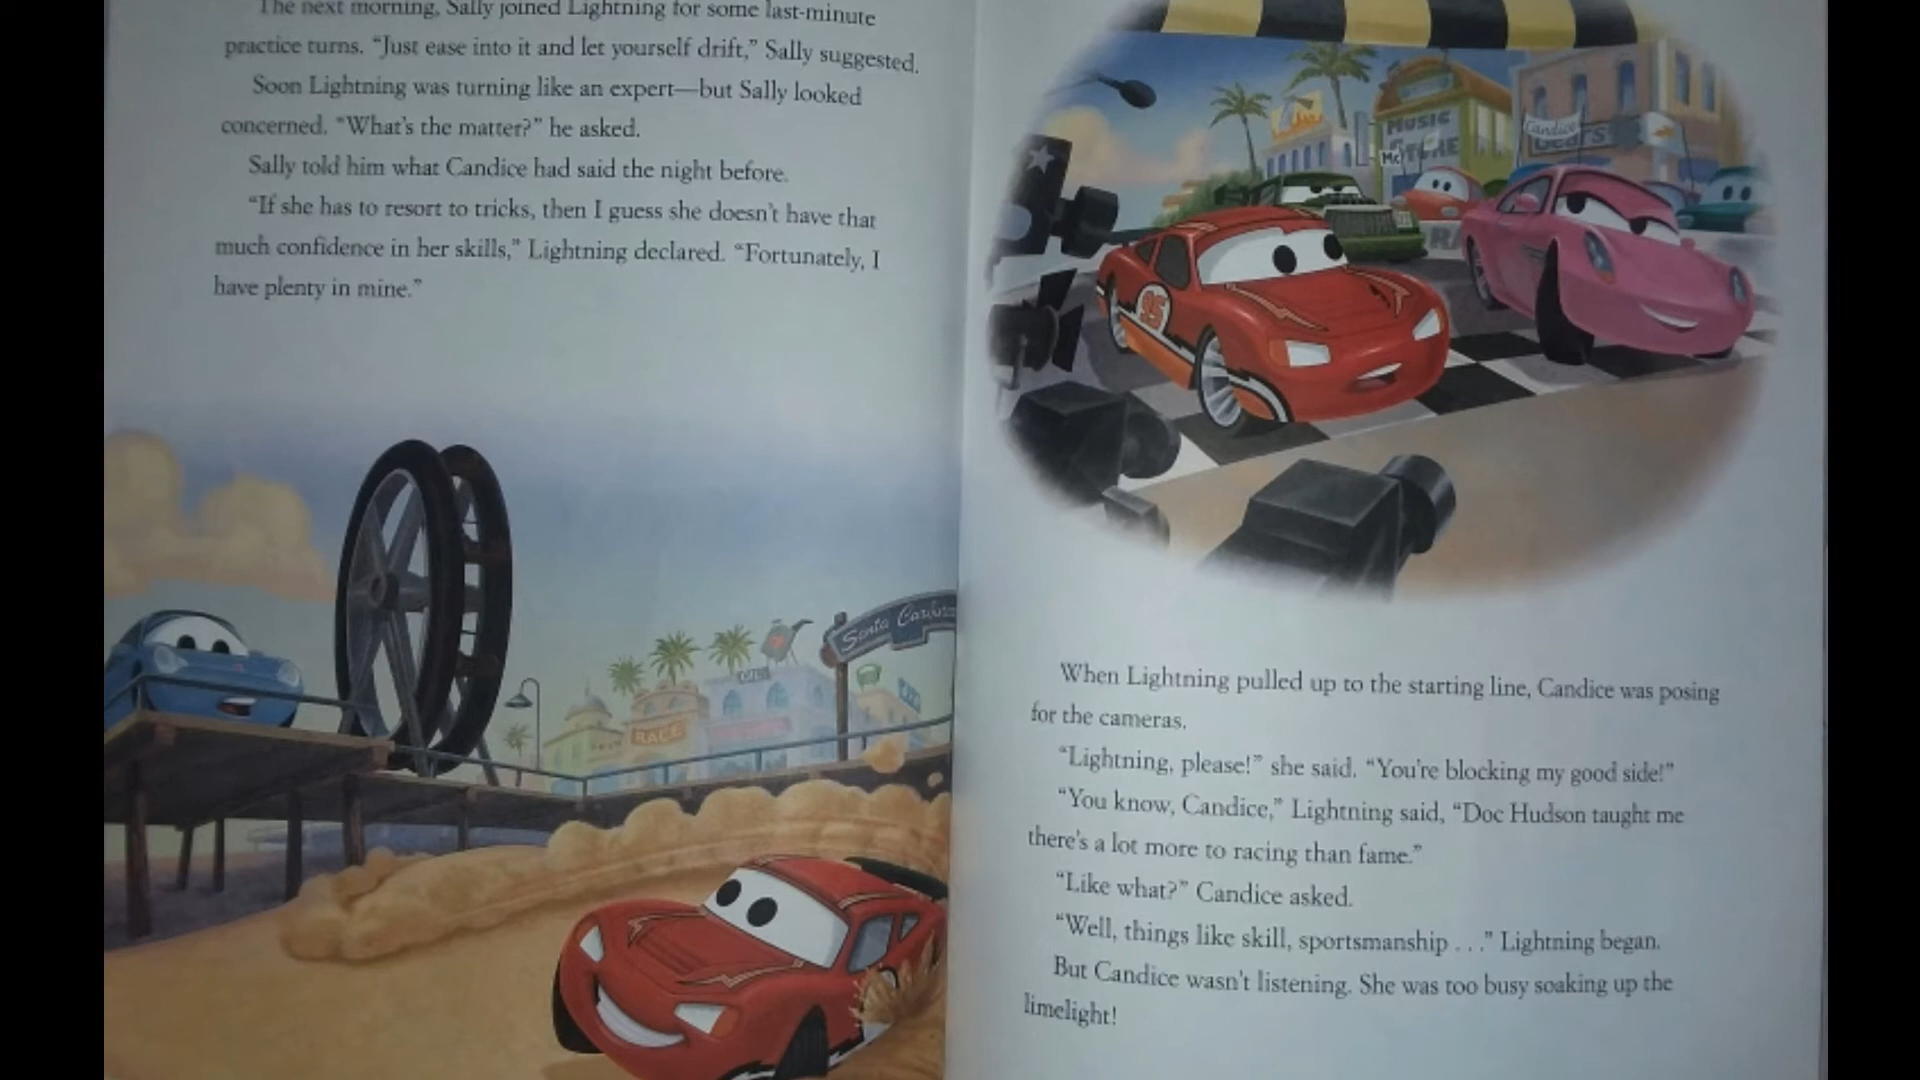 The next morning, Sally joined Lightning for some last-minute
practice turns. “Just ease into it and let yourself drift,” Sally suggested.
Soon Lightning was turning like an expert—but Sally looked
concerned. “What's the matter?” he asked.
Sally told him what Candice had said the night before.
“If she has to resort to tricks, then I guess she doesn't have that
much confidence in her skills,” Lightning declared. “Fortunately, I
have plenty in mine.”
RACE
MUSIC
STORE
Candice
95
When Lightning pulled up to the starting line, Candice was posing
for the cameras.
“Lightning, please!” she said. “You're blocking my good side!”
“You know, Candice,” Lightning said, “Doc Hudson taught me
there's a lot more to racing than fame.”
“Like what?” Candice asked.
“Well, things like skill, sportsmanship . . .” Lightning began.
But Candice wasn't listening. She was too busy soaking up the
limelight!